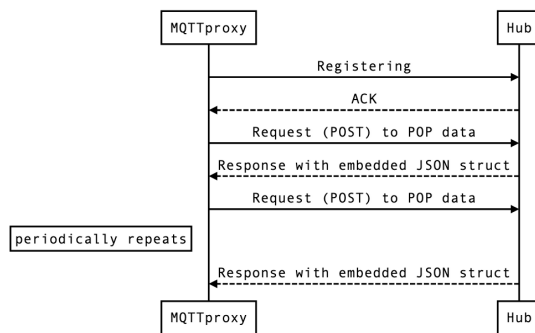 MQTTproxy Hub
Registering
ACK
Request (POST) to POP data
Response with embedded JSON struct
Request (POST) to POP data
periodically repeats
Response with embedded JSON struct
MQTTproxy Hub